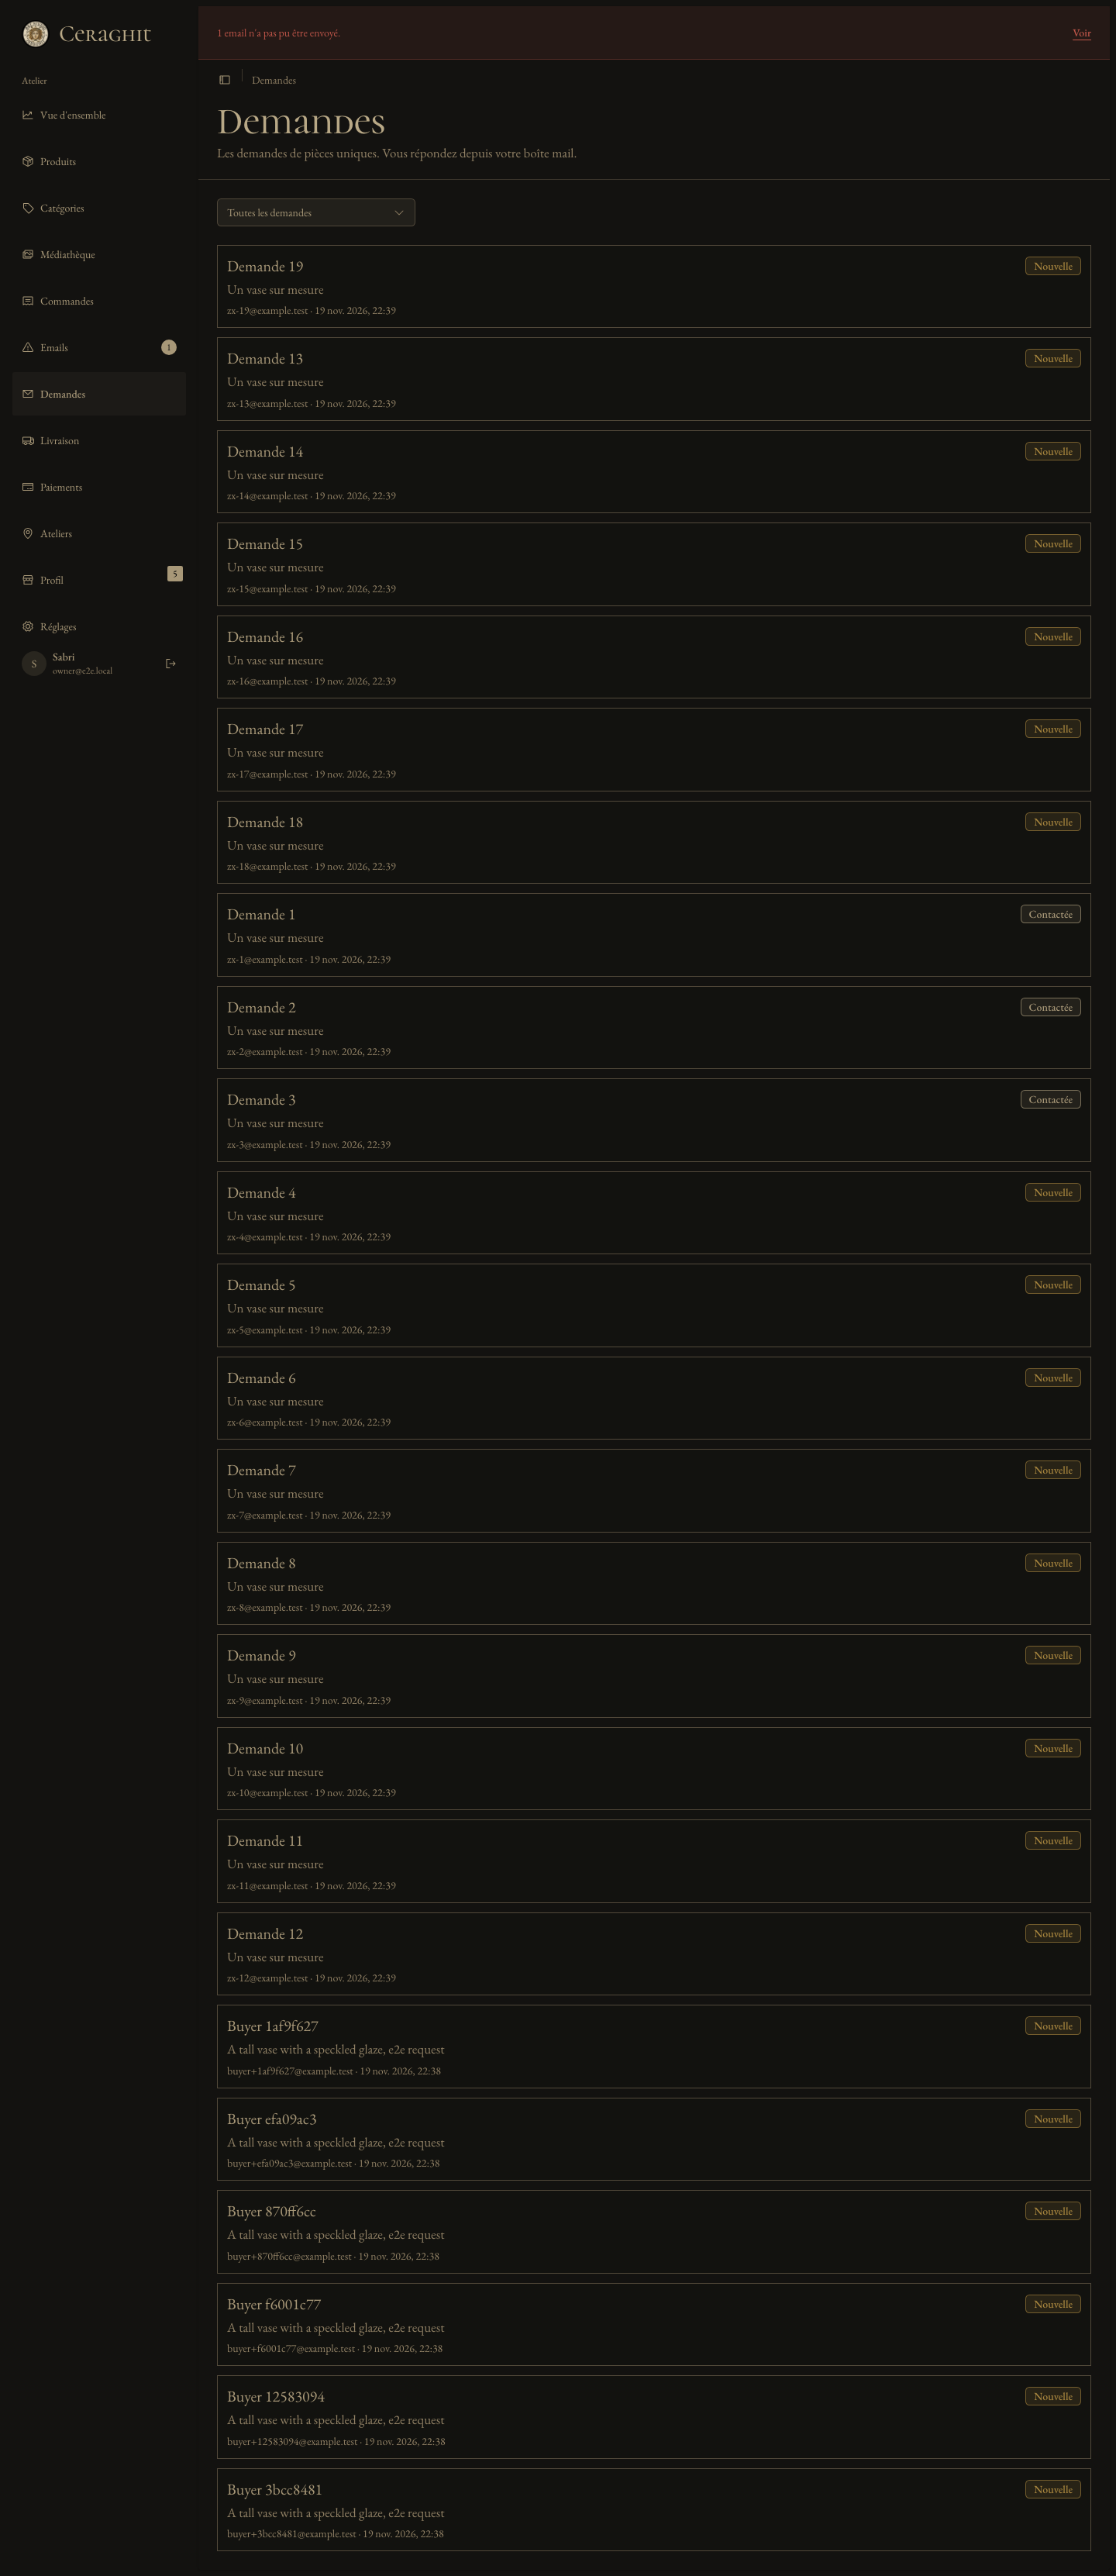 Ceraghit
Atelier
Vue d'ensemble
Produits
Catégories
Médiathèque
Commandes
Emails
1
Demandes
Livraison
Paiements
Ateliers
Profil
5
Réglages
S
Sabri
owner@e2e.local
1 email n'a pas pu être envoyé.
Voir
Demandes
Demandes
Les demandes de pièces uniques. Vous répondez depuis votre boîte mail.
Toutes les demandes
Demande 19
Nouvelle
Un vase sur mesure
zx-19@example.test · 19 nov. 2026, 22:39
Demande 13
Nouvelle
Un vase sur mesure
zx-13@example.test · 19 nov. 2026, 22:39
Demande 14
Nouvelle
Un vase sur mesure
zx-14@example.test · 19 nov. 2026, 22:39
Demande 15
Nouvelle
Un vase sur mesure
zx-15@example.test · 19 nov. 2026, 22:39
Demande 16
Nouvelle
Un vase sur mesure
zx-16@example.test · 19 nov. 2026, 22:39
Demande 17
Nouvelle
Un vase sur mesure
zx-17@example.test · 19 nov. 2026, 22:39
Demande 18
Nouvelle
Un vase sur mesure
zx-18@example.test · 19 nov. 2026, 22:39
Demande 1
Contactée
Un vase sur mesure
zx-1@example.test · 19 nov. 2026, 22:39
Demande 2
Contactée
Un vase sur mesure
zx-2@example.test · 19 nov. 2026, 22:39
Demande 3
Contactée
Un vase sur mesure
zx-3@example.test · 19 nov. 2026, 22:39
Demande 4
Nouvelle
Un vase sur mesure
zx-4@example.test · 19 nov. 2026, 22:39
Demande 5
Nouvelle
Un vase sur mesure
zx-5@example.test · 19 nov. 2026, 22:39
Demande 6
Nouvelle
Un vase sur mesure
zx-6@example.test · 19 nov. 2026, 22:39
Demande 7
Nouvelle
Un vase sur mesure
zx-7@example.test · 19 nov. 2026, 22:39
Demande 8
Nouvelle
Un vase sur mesure
zx-8@example.test · 19 nov. 2026, 22:39
Demande 9
Nouvelle
Un vase sur mesure
zx-9@example.test · 19 nov. 2026, 22:39
Demande 10
Nouvelle
Un vase sur mesure
zx-10@example.test · 19 nov. 2026, 22:39
Demande 11
Nouvelle
Un vase sur mesure
zx-11@example.test · 19 nov. 2026, 22:39
Demande 12
Nouvelle
Un vase sur mesure
zx-12@example.test · 19 nov. 2026, 22:39
Buyer 1af9f627
Nouvelle
A tall vase with a speckled glaze, e2e request
buyer+1af9f627@example.test · 19 nov. 2026, 22:38
Buyer efa09ac3
Nouvelle
A tall vase with a speckled glaze, e2e request
buyer+efa09ac3@example.test · 19 nov. 2026, 22:38
Buyer 870ff6cc
Nouvelle
A tall vase with a speckled glaze, e2e request
buyer+870ff6cc@example.test · 19 nov. 2026, 22:38
Buyer f6001c77
Nouvelle
A tall vase with a speckled glaze, e2e request
buyer+f6001c77@example.test · 19 nov. 2026, 22:38
Buyer 12583094
Nouvelle
A tall vase with a speckled glaze, e2e request
buyer+12583094@example.test · 19 nov. 2026, 22:38
Buyer 3bcc8481
Nouvelle
A tall vase with a speckled glaze, e2e request
buyer+3bcc8481@example.test · 19 nov. 2026, 22:38